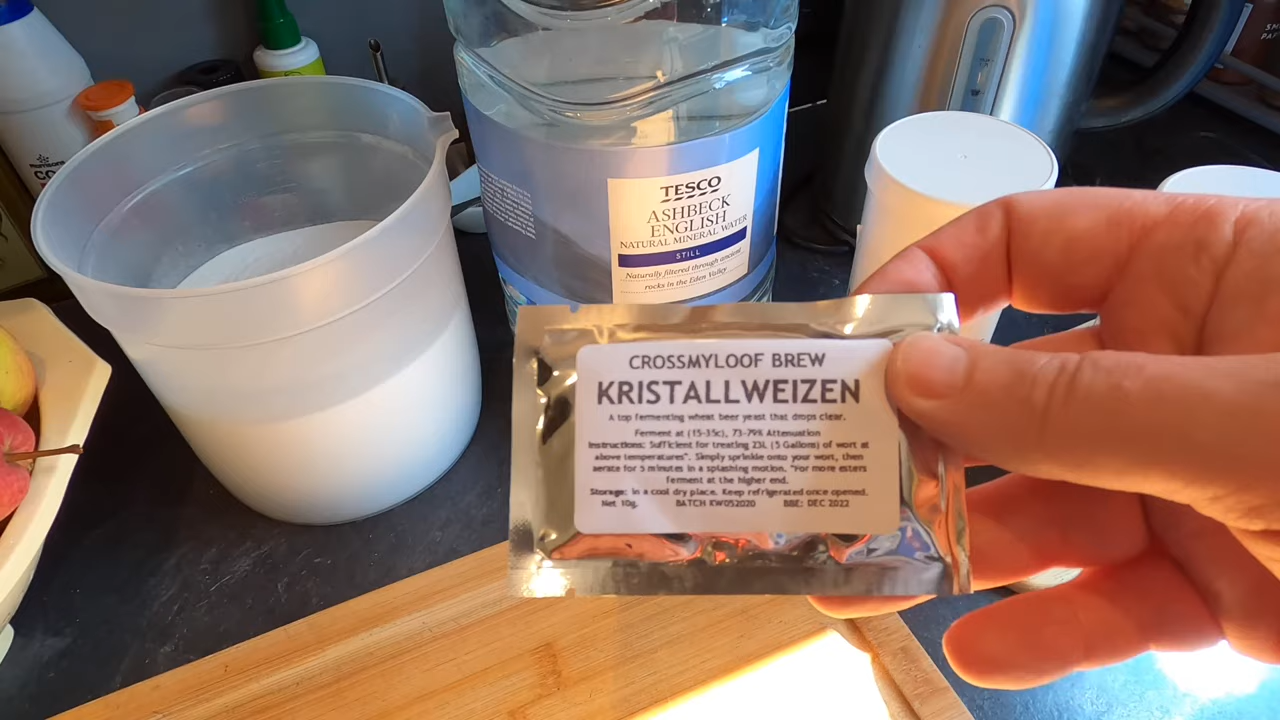 morrisons
CO
TESCO
ASHBECK
ENGLISH
NATURAL MINERAL WATER
STILL
Naturally filtered through ancient
rocks in the Eden Valley
CROSSMYLOOF BREW
KRISTALLWEIZEN
A top fermenting wheat beer yeast that drops clear.
Ferment at (15-35c), 73-79% Attenuation
Instructions: Sufficient for treating 23L (5 Gallons) of wort at
above temperatures*. Simply sprinkle onto your wort, then
aerate for 5 minutes in a splashing motion. *For more esters
ferment at the higher end.
Storage: in a cool dry place. Keep refrigerated once opened.
Net 10g. BATCH KW052020 BBE: DEC 2022